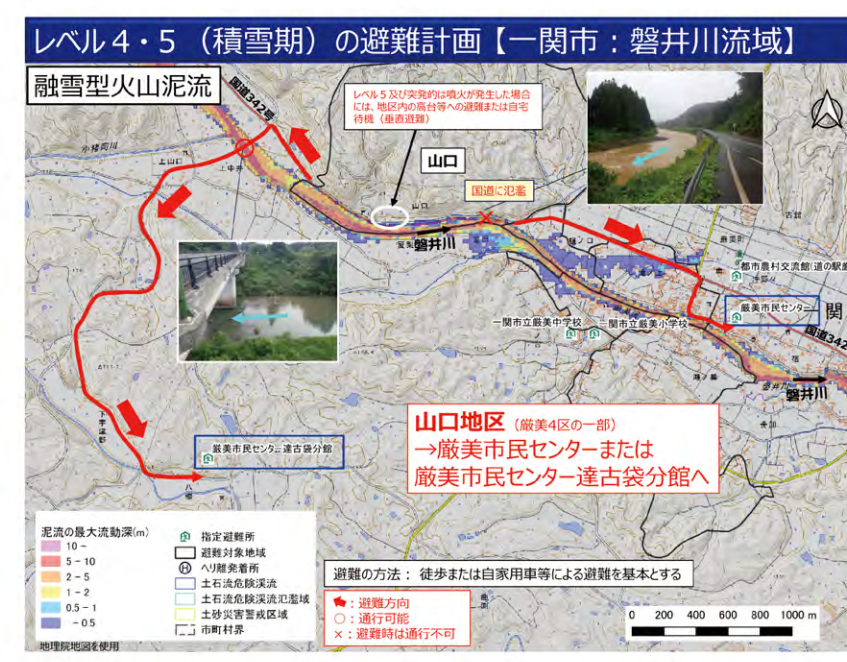 レベル4・5（積雪期）の避難計画【一関市：磐井川流域】
融雪型火山泥流
国道342号
レベル5及び突発的な噴火が発生した場合
には、地区内の高台等への避難または自宅
待機（垂直避難）
小猪岡川
上山口
山口
山口
国道に氾濫
磐井川
都市農村交流館(道の駅厳
厳美市民センター
関
一関市立厳美中学校
一関市立厳美小学校
国道342
磐井川
山口地区（厳美4区の一部）
→厳美市民センターまたは
厳美市民センター達古袋分館へ
厳美市民センター達古袋分館
八幡
泥流の最大流動深(m)
10 -
5 - 10
2 - 5
1 - 2
0.5 - 1
- 0.5
指定避難所
避難対象地域
ヘリ離発着所
土石流危険渓流
土石流危険渓流氾濫域
土砂災害警戒区域
市町村界
地理院地図を使用
避難の方法： 徒歩または自家用車等による避難を基本とする
：避難方向
○：通行可能
×：避難時は通行不可
0 200 400 600 800 1000 m